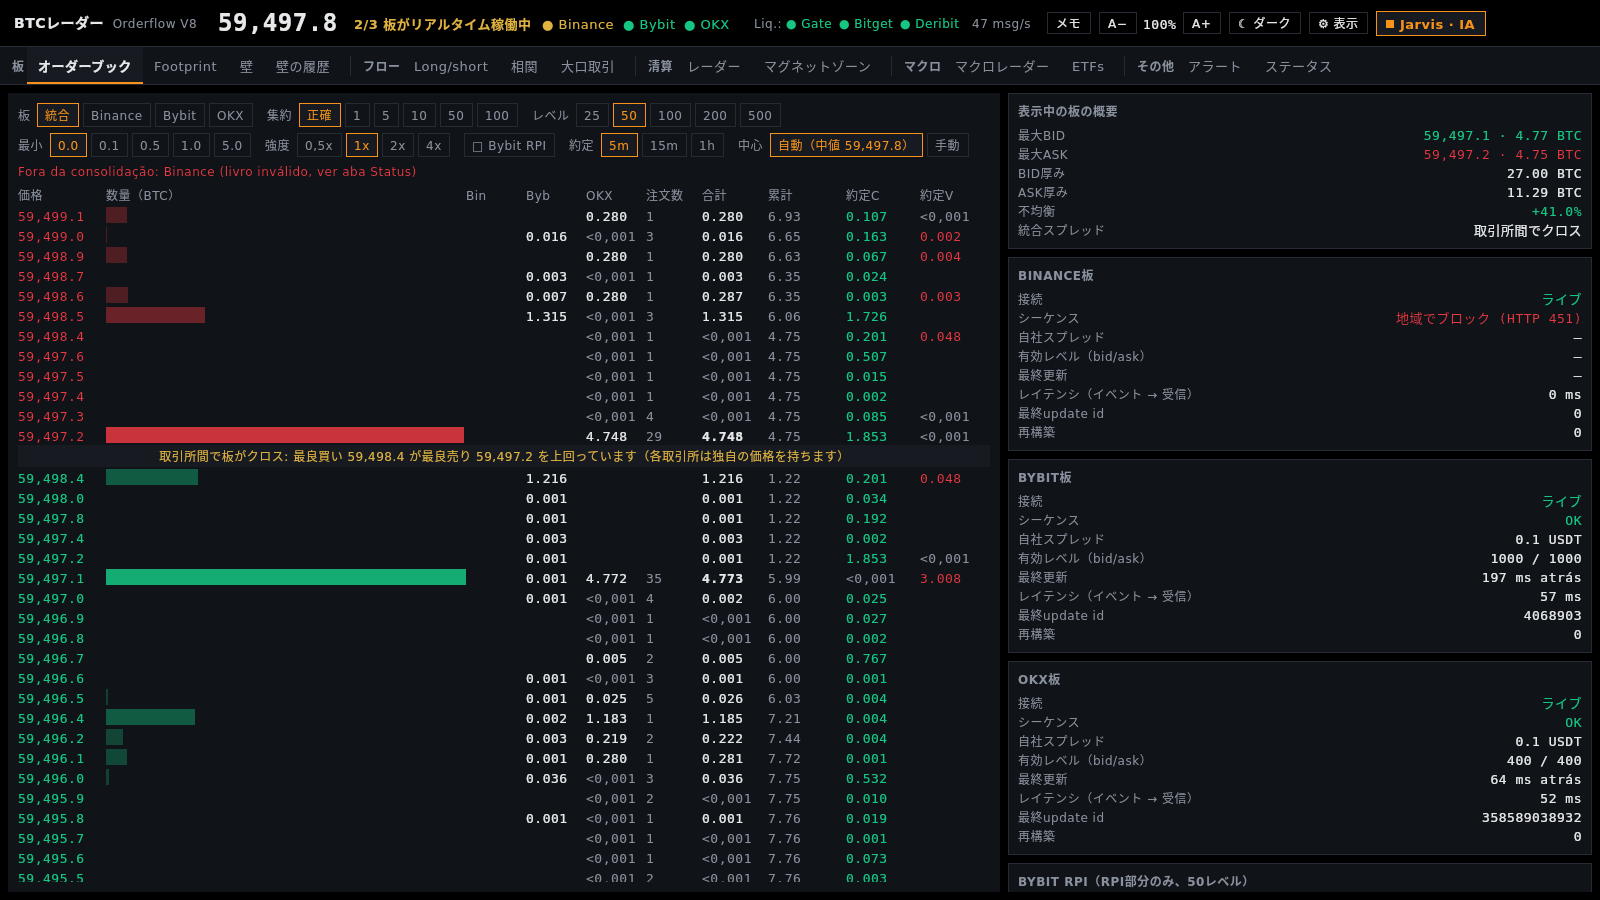 BTCレーダー Orderflow V8 59,497.8 2/3 板がリアルタイム稼働中 ● Binance ● Bybit ● OKX Liq.: ● Gate ● Bitget ● Deribit 47 msg/s メモ A− 100% A+ ☾ ダーク ⚙ 表示 ■ Jarvis · IA
板 オーダーブック Footprint 壁 壁の履歴 フロー Long/short 相関 大口取引 清算 レーダー マグネットゾーン マクロ マクロレーダー ETFs その他 アラート ステータス
板 統合 Binance Bybit OKX 集約 正確 1 5 10 50 100 レベル 25 50 100 200 500
最小 0.0 0.1 0.5 1.0 5.0 強度 0,5x 1x 2x 4x □ Bybit RPI 約定 5m 15m 1h 中心 自動（中値 59,497.8） 手動
Fora da consolidação: Binance (livro inválido, ver aba Status)
価格 数量（BTC） Bin Byb OKX 注文数 合計 累計 約定C 約定V
59,499.1 0.280 1 0.280 6.93 0.107 <0,001
59,499.0 0.016 <0,001 3 0.016 6.65 0.163 0.002
59,498.9 0.280 1 0.280 6.63 0.067 0.004
59,498.7 0.003 <0,001 1 0.003 6.35 0.024
59,498.6 0.007 0.280 1 0.287 6.35 0.003 0.003
59,498.5 1.315 <0,001 3 1.315 6.06 1.726
59,498.4 <0,001 1 <0,001 4.75 0.201 0.048
59,497.6 <0,001 1 <0,001 4.75 0.507
59,497.5 <0,001 1 <0,001 4.75 0.015
59,497.4 <0,001 1 <0,001 4.75 0.002
59,497.3 <0,001 4 <0,001 4.75 0.085 <0,001
59,497.2 4.748 29 4.748 4.75 1.853 <0,001
取引所間で板がクロス: 最良買い 59,498.4 が最良売り 59,497.2 を上回っています（各取引所は独自の価格を持ちます）
59,498.4 1.216 1.216 1.22 0.201 0.048
59,498.0 0.001 0.001 1.22 0.034
59,497.8 0.001 0.001 1.22 0.192
59,497.4 0.003 0.003 1.22 0.002
59,497.2 0.001 0.001 1.22 1.853 <0,001
59,497.1 0.001 4.772 35 4.773 5.99 <0,001 3.008
59,497.0 0.001 <0,001 4 0.002 6.00 0.025
59,496.9 <0,001 1 <0,001 6.00 0.027
59,496.8 <0,001 1 <0,001 6.00 0.002
59,496.7 0.005 2 0.005 6.00 0.767
59,496.6 0.001 <0,001 3 0.001 6.00 0.001
59,496.5 0.001 0.025 5 0.026 6.03 0.004
59,496.4 0.002 1.183 1 1.185 7.21 0.004
59,496.2 0.003 0.219 2 0.222 7.44 0.004
59,496.1 0.001 0.280 1 0.281 7.72 0.001
59,496.0 0.036 <0,001 3 0.036 7.75 0.532
59,495.9 <0,001 2 <0,001 7.75 0.010
59,495.8 0.001 <0,001 1 0.001 7.76 0.019
59,495.7 <0,001 1 <0,001 7.76 0.001
59,495.6 <0,001 1 <0,001 7.76 0.073
59,495.5 <0,001 2 <0,001 7.76 0.003
表示中の板の概要
最大BID 59,497.1 · 4.77 BTC
最大ASK 59,497.2 · 4.75 BTC
BID厚み 27.00 BTC
ASK厚み 11.29 BTC
不均衡 +41.0%
統合スプレッド 取引所間でクロス
BINANCE板
接続 ライブ
シーケンス 地域でブロック (HTTP 451)
自社スプレッド —
有効レベル（bid/ask） —
最終更新 —
レイテンシ（イベント → 受信） 0 ms
最終update id 0
再構築 0
BYBIT板
接続 ライブ
シーケンス OK
自社スプレッド 0.1 USDT
有効レベル（bid/ask） 1000 / 1000
最終更新 197 ms atrás
レイテンシ（イベント → 受信） 57 ms
最終update id 4068903
再構築 0
OKX板
接続 ライブ
シーケンス OK
自社スプレッド 0.1 USDT
有効レベル（bid/ask） 400 / 400
最終更新 64 ms atrás
レイテンシ（イベント → 受信） 52 ms
最終update id 358589038932
再構築 0
BYBIT RPI（RPI部分のみ、50レベル）